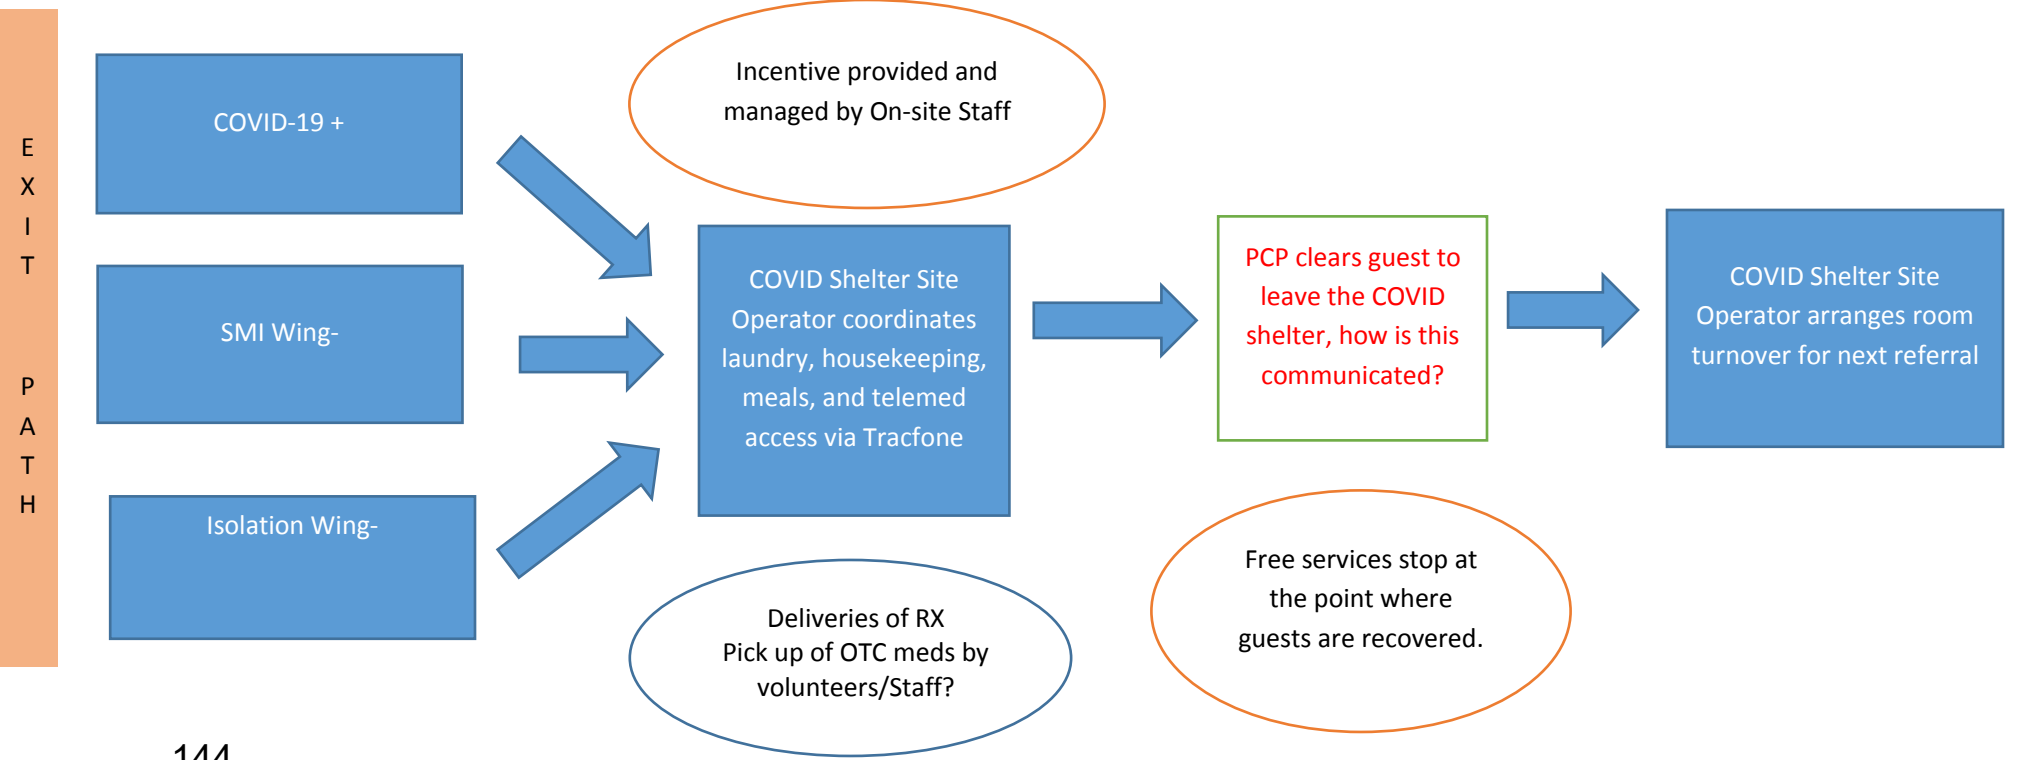 EXIT PATH
COVID-19 +
SMI Wing-
Isolation Wing-
Incentive provided and
managed by On-site Staff
COVID Shelter Site
Operator coordinates
laundry, housekeeping,
meals, and telemed
access via Tracfone
Deliveries of RX
Pick up of OTC meds by
volunteers/Staff?
PCP clears guest to
leave the COVID
shelter, how is this
communicated?
Free services stop at
the point where
guests are recovered.
COVID Shelter Site
Operator arranges room
turnover for next referral
144